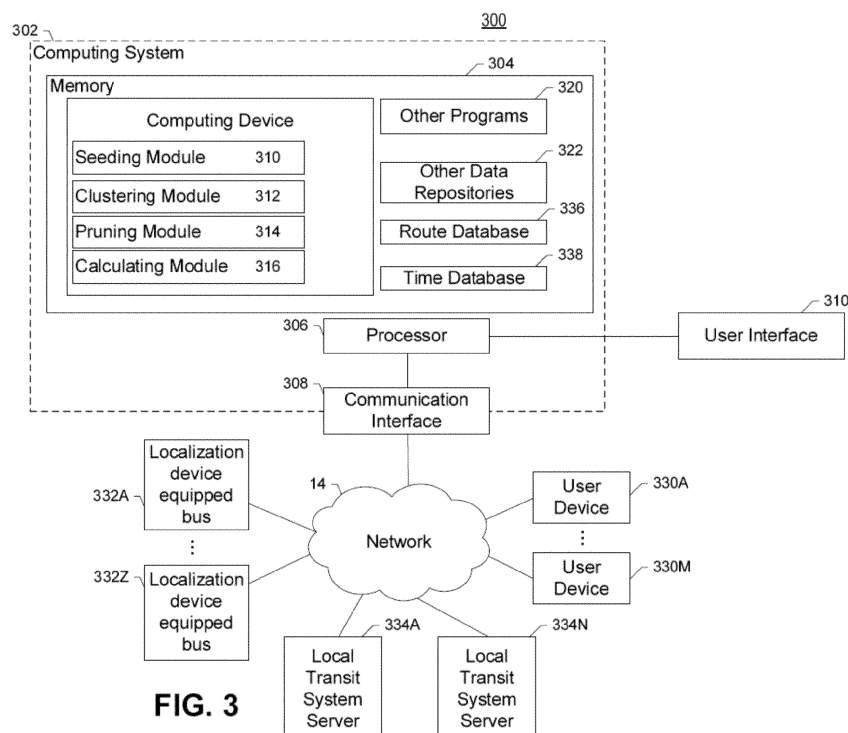 300
302
Computing System
304
Memory
Computing Device
Seeding Module 310
Clustering Module 312
Pruning Module 314
Calculating Module 316
320
Other Programs
322
Other Data
Repositories
336
Route Database
338
Time Database
306
Processor
310
User Interface
308
Communication
Interface
Localization
device
equipped
bus
332A
⋮
332Z
Localization
device
equipped
bus
14
Network
User
Device
330A
⋮
User
Device
330M
334A
Local
Transit
System
Server
334N
Local
Transit
System
Server
FIG. 3